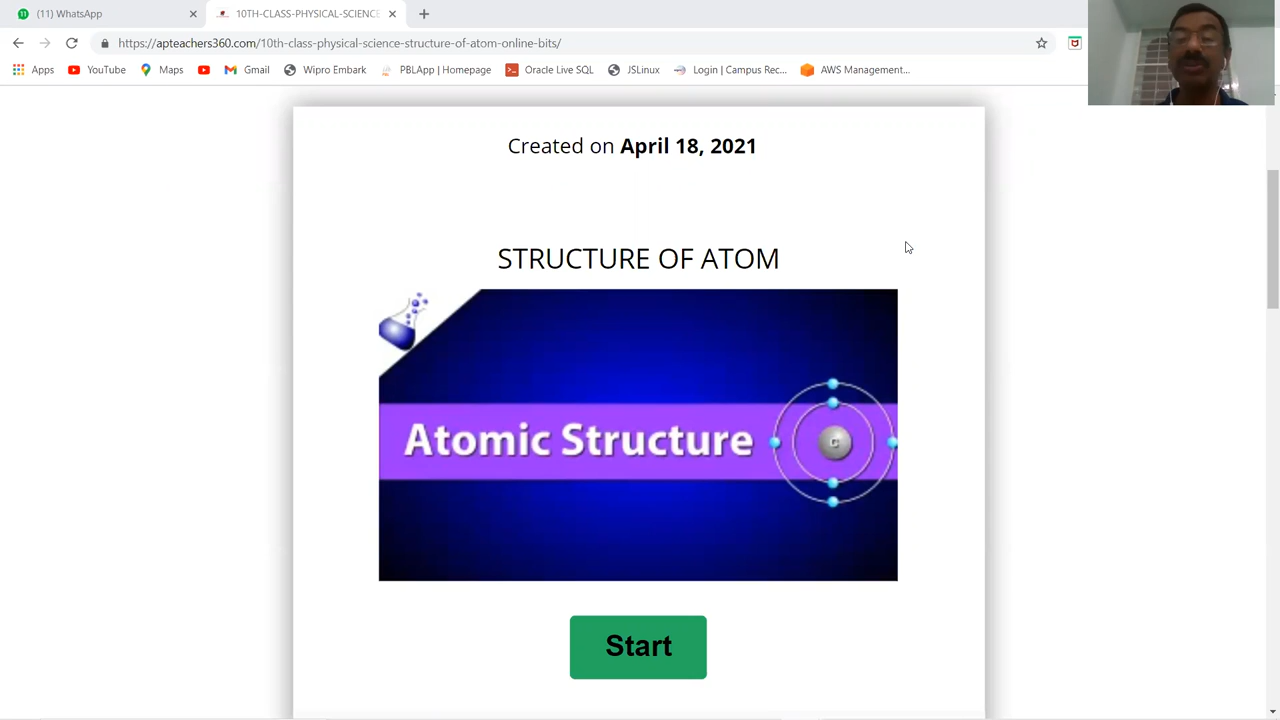 (11) WhatsApp
10TH-CLASS-PHYSICAL-SCIENCE
https://apteachers360.com/10th-class-physical-science-structure-of-atom-online-bits/
Apps YouTube Maps Gmail Wipro Embark PBLApp | Homepage Oracle Live SQL JSLinux Login | Campus Rec... AWS Management...
Created on April 18, 2021
STRUCTURE OF ATOM
Atomic Structure
C
Start